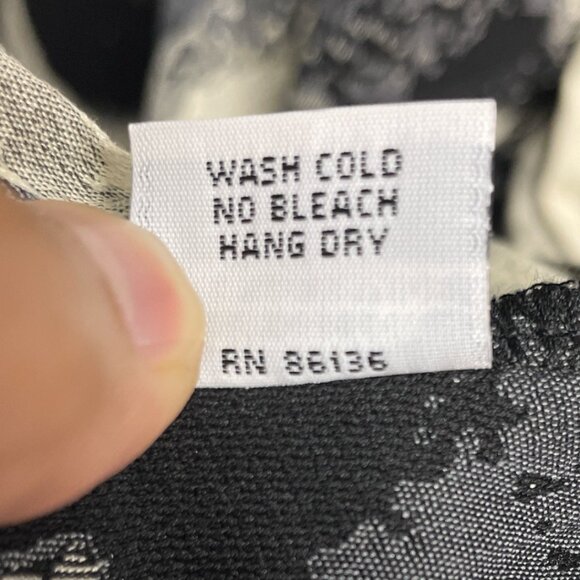 WASH COLD
NO BLEACH
HANG DRY
RN 86136